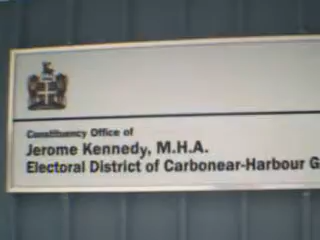 Constituency Office of
Jerome Kennedy, M.H.A.
Electoral District of Carbonear-Harbour G